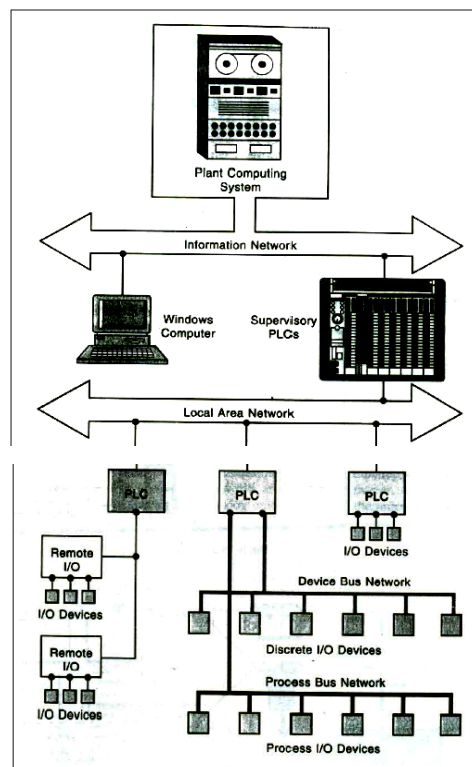 Plant Computing
System
Information Network
Windows
Computer
Supervisory
PLCs
Local Area Network
PLC
PLC
PLC
I/O Devices
Remote
I/O
I/O Devices
Remote
I/O
I/O Devices
Device Bus Network
Discrete I/O Devices
Process Bus Network
Process I/O Devices